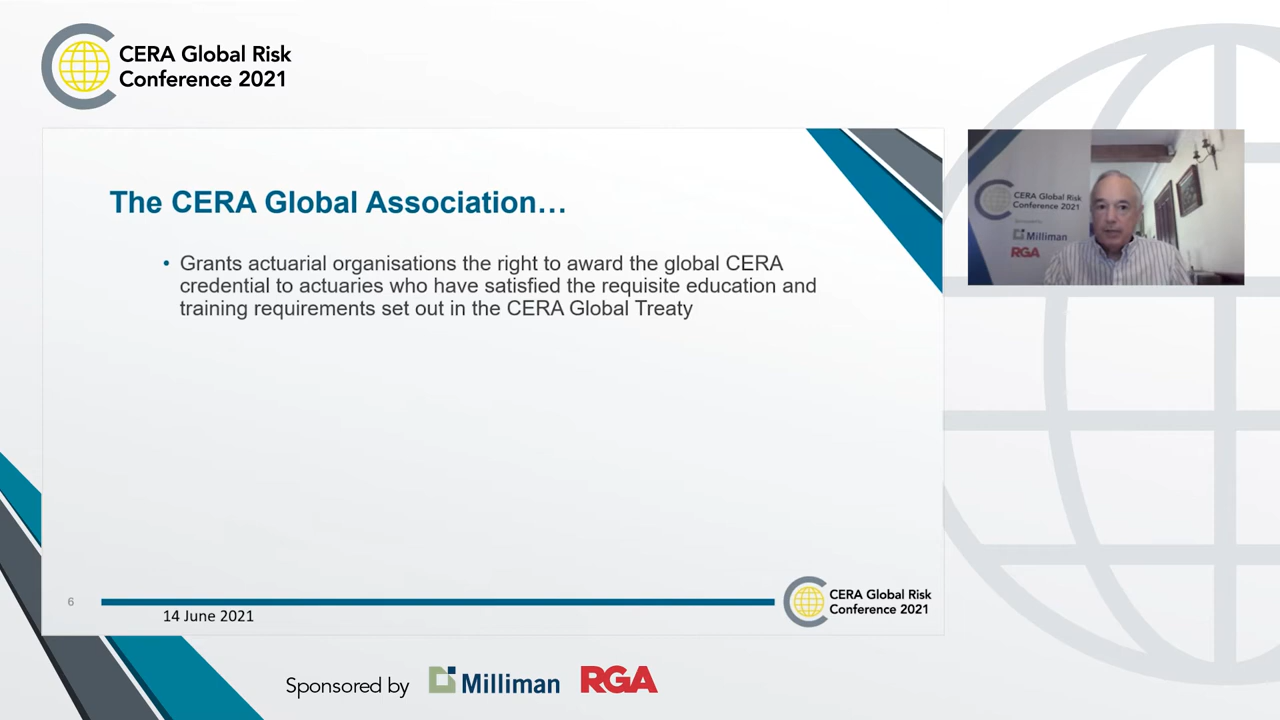 CERA Global Risk
Conference 2021
The CERA Global Association…
• Grants actuarial organisations the right to award the global CERA
credential to actuaries who have satisfied the requisite education and
training requirements set out in the CERA Global Treaty
CERA Global Risk
Conference 2021
Milliman
RGA
6
14 June 2021
CERA Global Risk
Conference 2021
Sponsored by Milliman RGA